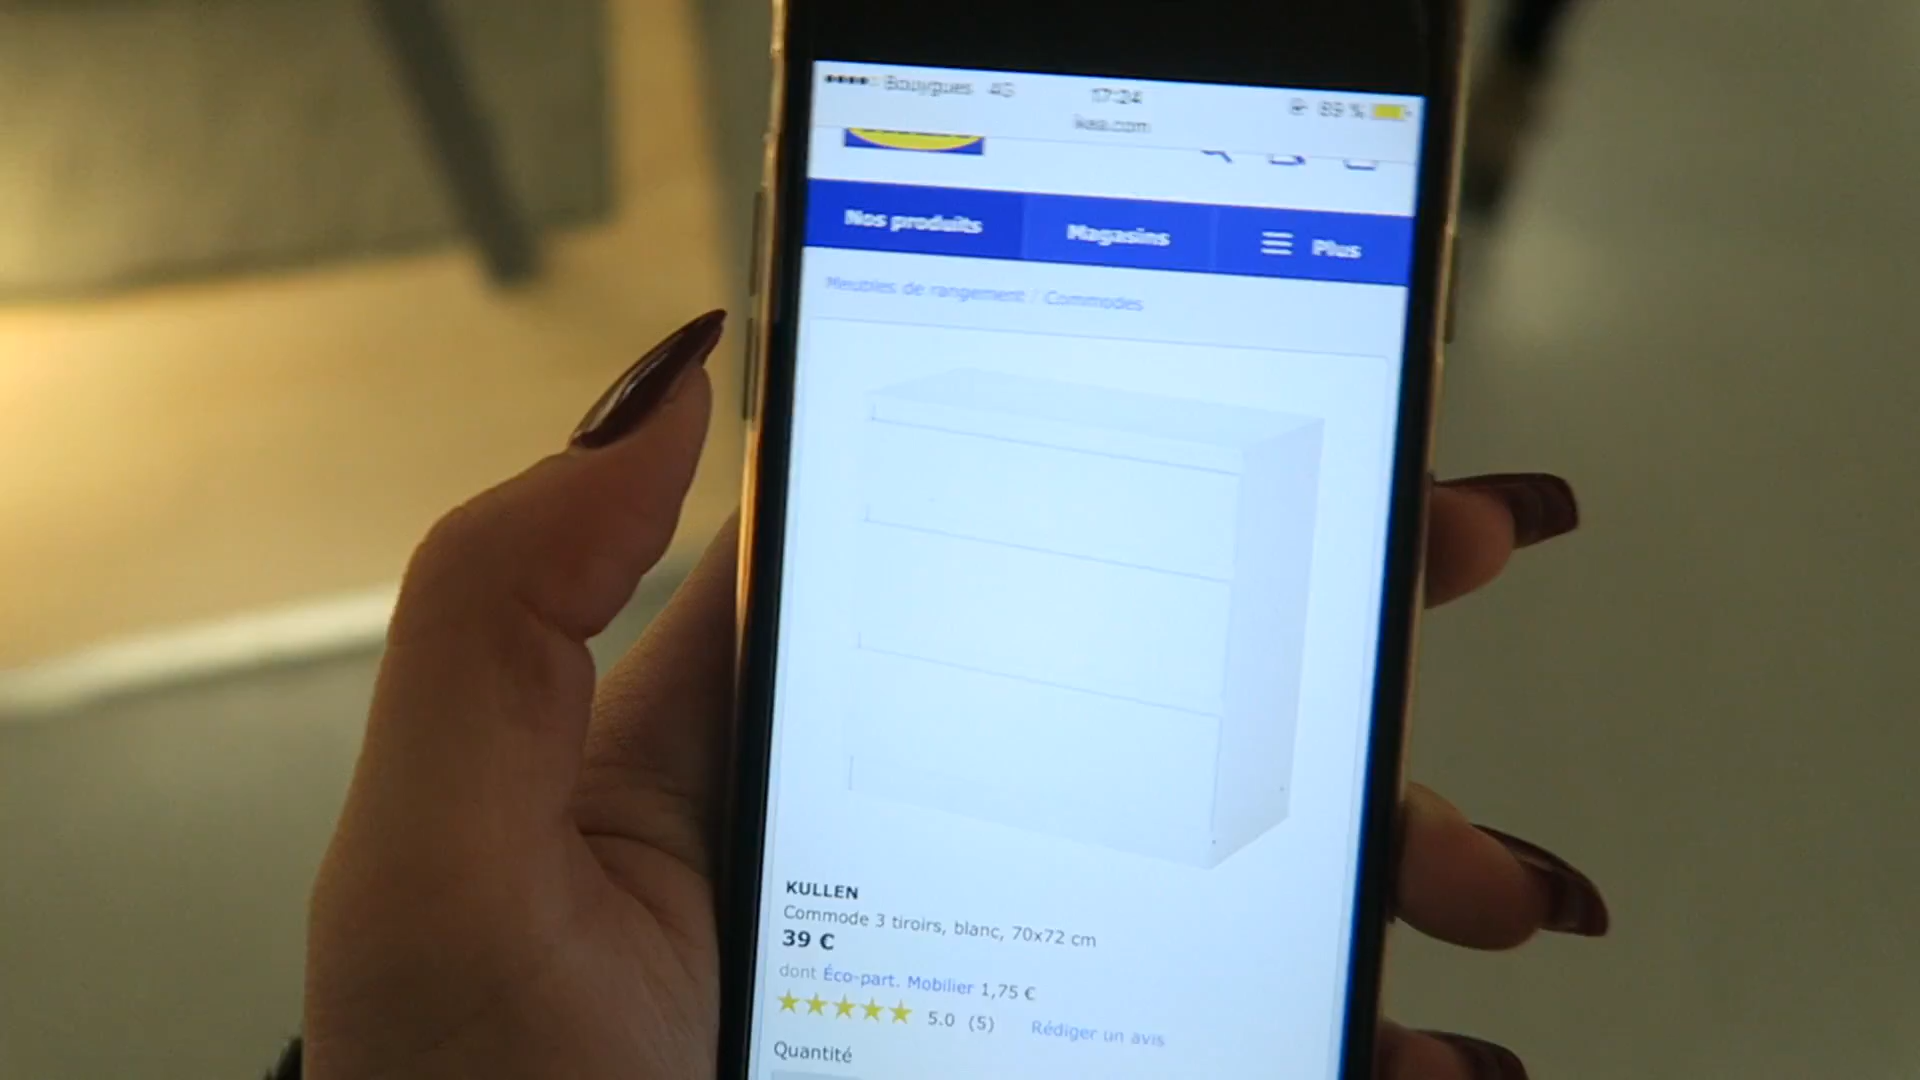 Bouygues 4G 17:24 89 %
ikea.com
Nos produits Magasins Plus
Meubles de rangement / Commodes
KULLEN
Commode 3 tiroirs, blanc, 70x72 cm
39 €
dont Éco-part. Mobilier 1,75 €
5.0 (5) Rédiger un avis
Quantité